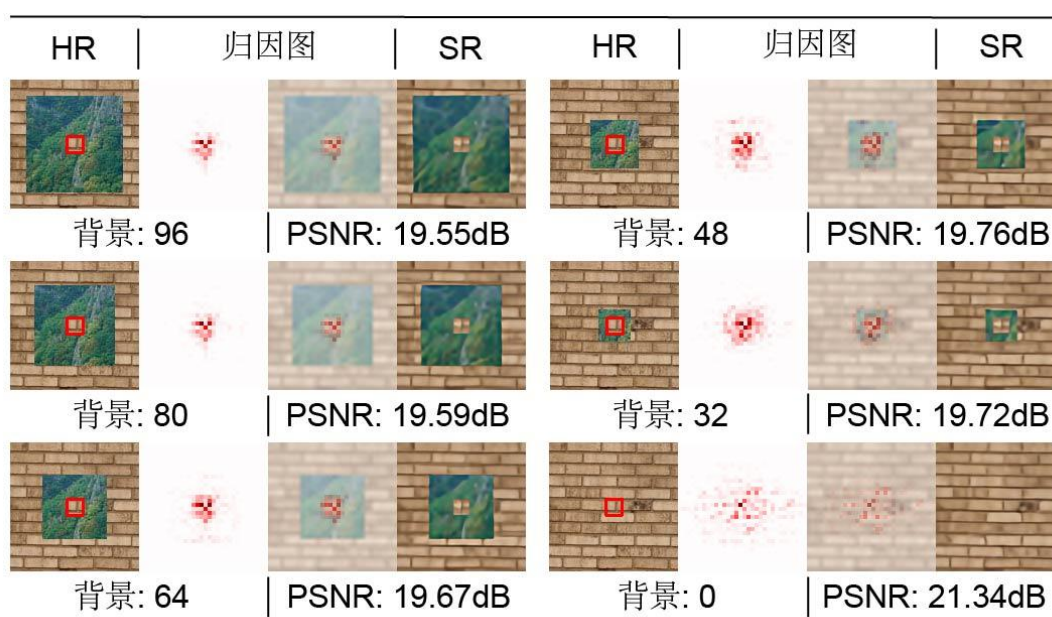 HR | 归因图 | SR HR | 归因图 | SR
背景: 96 | PSNR: 19.55dB 背景: 48 | PSNR: 19.76dB
背景: 80 | PSNR: 19.59dB 背景: 32 | PSNR: 19.72dB
背景: 64 | PSNR: 19.67dB 背景: 0 | PSNR: 21.34dB